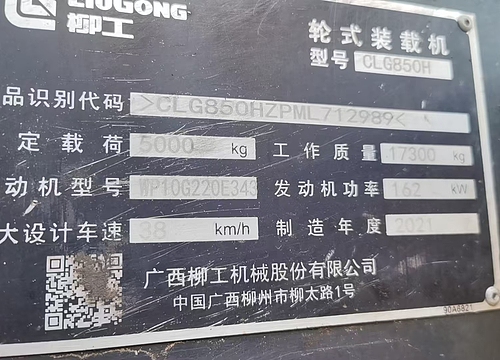 LIUGONG
柳工
轮式装载机
型号 CLG850H
品识别代码 >CLG850HZPML712989<
定载荷 5000 kg 工作质量 17300 kg
动机型号 WP10G220E343 发动机功率 162 kW
大设计车速 38 km/h 制造年度 2021
广西柳工机械股份有限公司
中国广西柳州市柳太路1号
90A6821